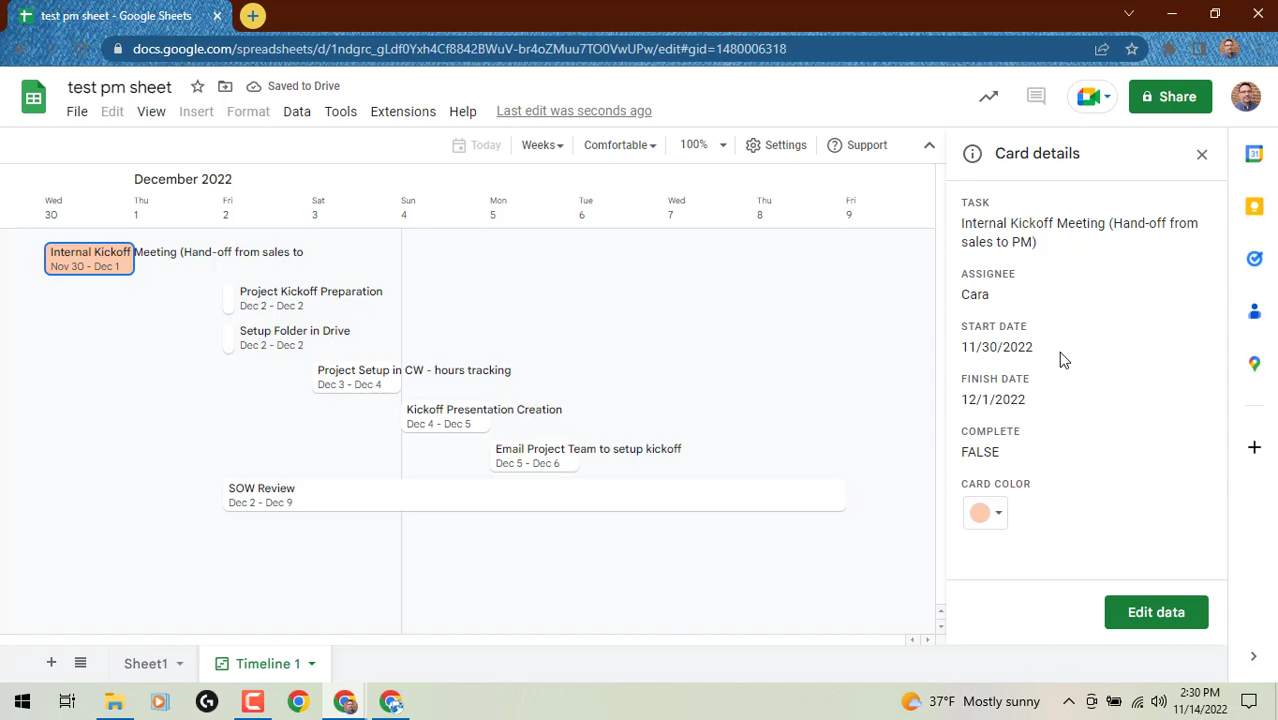 test pm sheet - Google Sheets
docs.google.com/spreadsheets/d/1ndgrc_gLdf0Yxh4Cf8842BWuV-br4oZMuu7TO0VwUPw/edit#gid=1480006318
test pm sheet
Saved to Drive
File Edit View Insert Format Data Tools Extensions Help Last edit was seconds ago
Share
Today Weeks Comfortable 100% Settings Support
Card details
December 2022
Wed Thu Fri Sat Sun Mon Tue Wed Thu Fri
30 1 2 3 4 5 6 7 8 9
Internal Kickoff Meeting (Hand-off from sales to
Nov 30 - Dec 1
Project Kickoff Preparation
Dec 2 - Dec 2
Setup Folder in Drive
Dec 2 - Dec 2
Project Setup in CW - hours tracking
Dec 3 - Dec 4
Kickoff Presentation Creation
Dec 4 - Dec 5
Email Project Team to setup kickoff
Dec 5 - Dec 6
SOW Review
Dec 2 - Dec 9
TASK
Internal Kickoff Meeting (Hand-off from
sales to PM)
ASSIGNEE
Cara
START DATE
11/30/2022
FINISH DATE
12/1/2022
COMPLETE
FALSE
CARD COLOR
Edit data
Sheet1 Timeline 1
37°F Mostly sunny
2:30 PM
11/14/2022
31